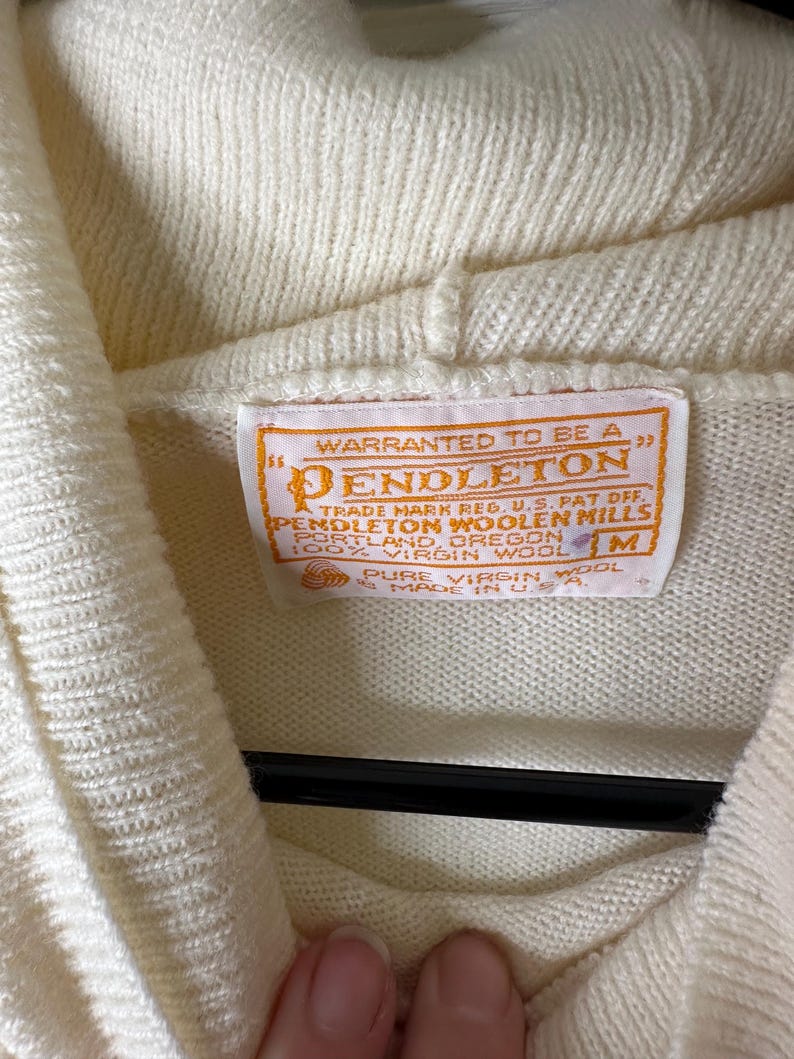 WARRANTED TO BE A
"PENDLETON"
TRADE MARK REG. U.S. PAT OFF.
PENDLETON WOOLEN MILLS
PORTLAND, OREGON
100% VIRGIN WOOL M
PURE VIRGIN WOOL
MADE IN U.S.A.